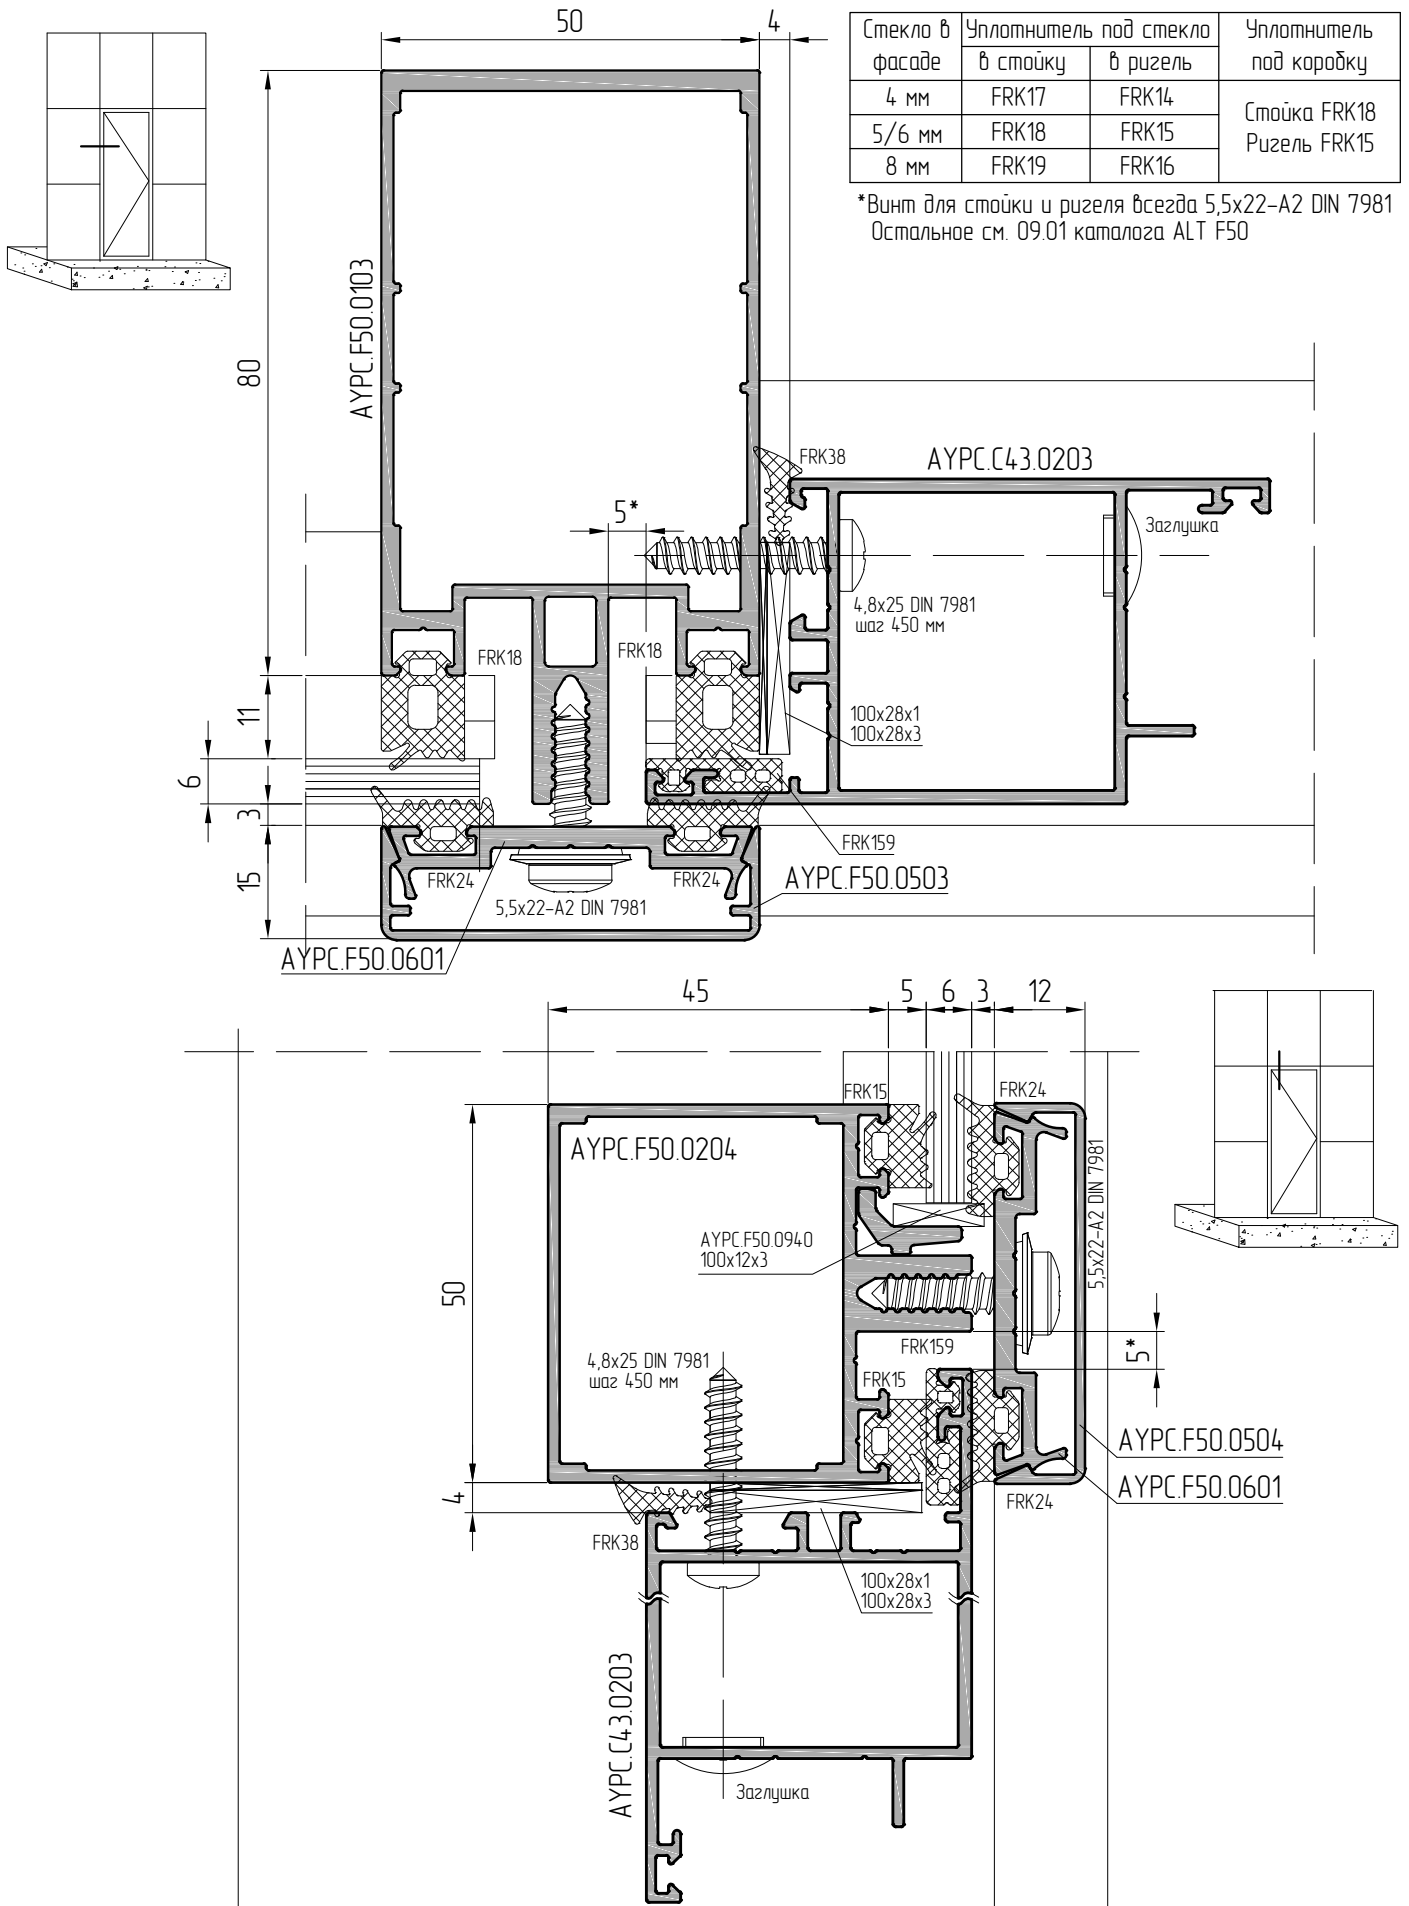 50
4
Стекло в фасаде
Уплотнитель под стекло
в стойку
в ригель
Уплотнитель под коробку
4 мм FRK17 FRK14
5/6 мм FRK18 FRK15
8 мм FRK19 FRK16
Стойка FRK18
Ригель FRK15
*Винт для стойки и ригеля всегда 5,5x22-A2 DIN 7981
Остальное см. 09.01 каталога ALT F50
AYPC.F50.0103
80
FRK38
AYPC.C43.0203
5*
Заглушка
4,8x25 DIN 7981
шаг 450 мм
FRK18
FRK18
11
100x28x1
100x28x3
6
3
FRK159
15
FRK24
FRK24
AYPC.F50.0503
5,5x22-A2 DIN 7981
AYPC.F50.0601
45
5
6
3
12
FRK15
FRK24
AYPC.F50.0204
5,5x22-A2 DIN 7981
AYPC.F50.0940
100x12x3
50
FRK159
5*
4,8x25 DIN 7981
шаг 450 мм
FRK15
AYPC.F50.0504
AYPC.F50.0601
4
FRK24
FRK38
100x28x1
100x28x3
AYPC.C43.0203
Заглушка